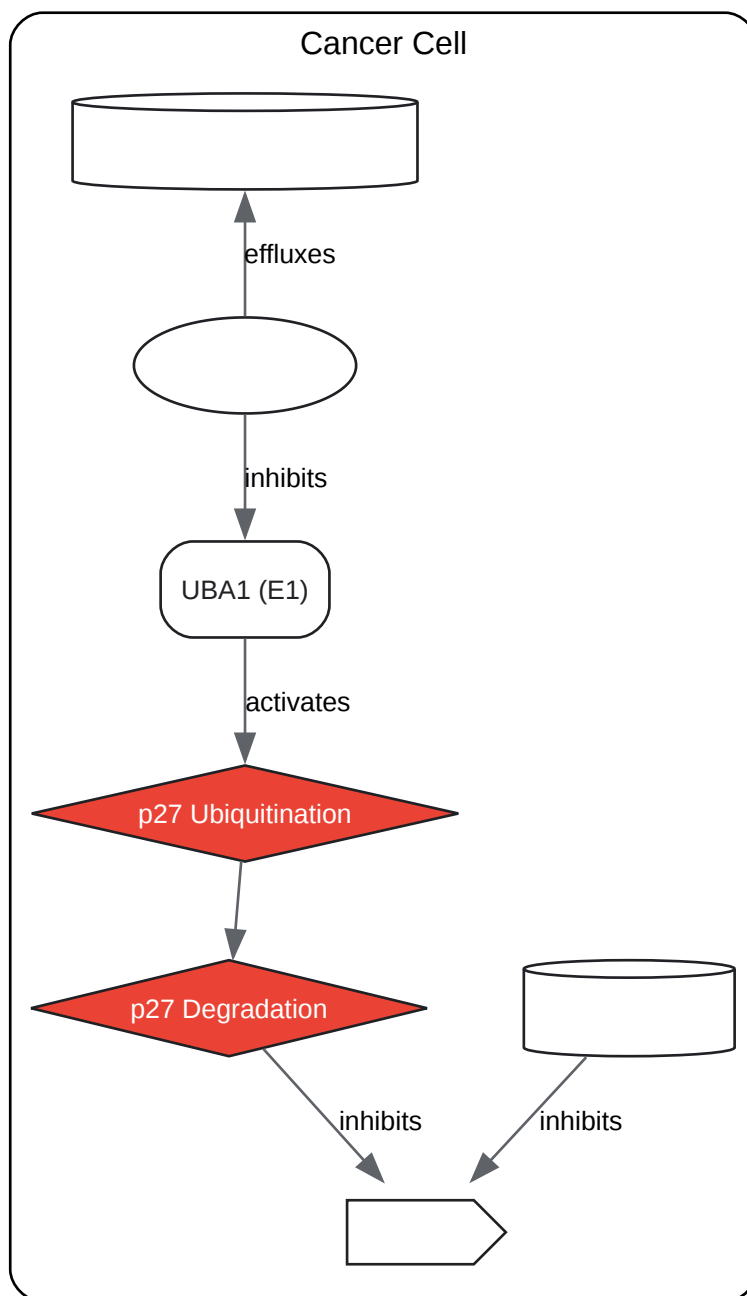 Cancer Cell
effluxes
inhibits
UBA1 (E1)
activates
p27 Ubiquitination
p27 Degradation
inhibits
inhibits